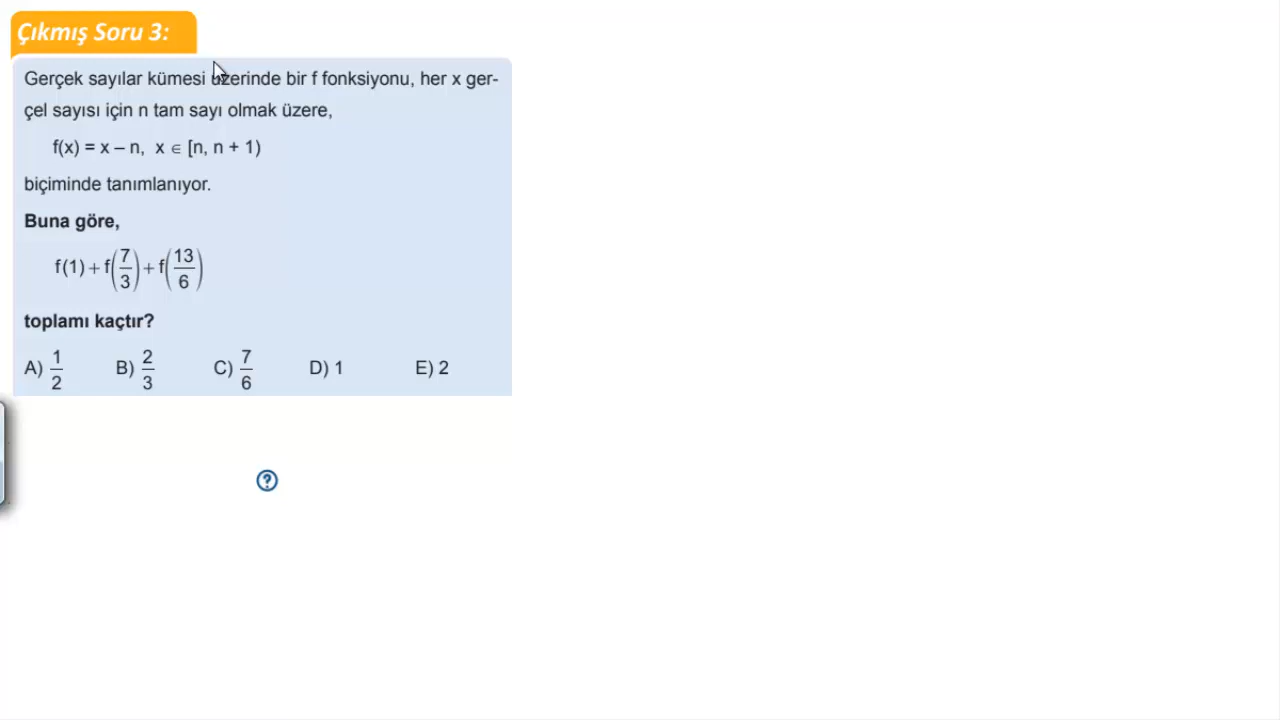 Çıkmış Soru 3:
Gerçek sayılar kümesi üzerinde bir f fonksiyonu, her x ger-
çel sayısı için n tam sayı olmak üzere,
f(x) = x – n, x ∈ [n, n + 1)
biçiminde tanımlanıyor.
Buna göre,
f(1) + f(7/3) + f(13/6)
toplamı kaçtır?
A) 1/2 B) 2/3 C) 7/6 D) 1 E) 2
?